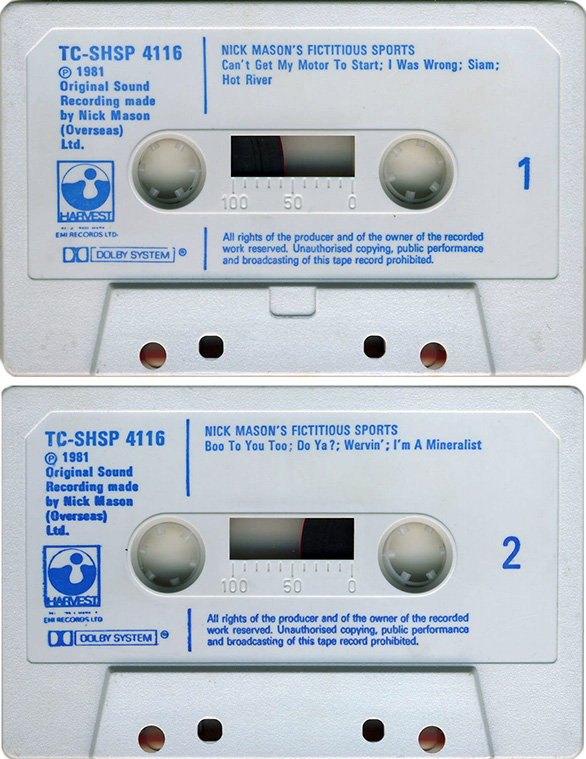 TC-SHSP 4116
Ⓟ 1981
Original Sound
Recording made
by Nick Mason
(Overseas)
Ltd.
HARVEST
EMI RECORDS LTD.
DOLBY SYSTEM ®
NICK MASON'S FICTITIOUS SPORTS
Can't Get My Motor To Start; I Was Wrong; Siam;
Hot River
100 50 0
1
All rights of the producer and of the owner of the recorded
work reserved. Unauthorised copying, public performance
and broadcasting of this tape record prohibited.
TC-SHSP 4116
Ⓟ 1981
Original Sound
Recording made
by Nick Mason
(Overseas)
Ltd.
HARVEST
EMI RECORDS LTD
DOLBY SYSTEM ®
NICK MASON'S FICTITIOUS SPORTS
Boo To You Too; Do Ya?; Wervin'; I'm A Mineralist
100 50 0
2
All rights of the producer and of the owner of the recorded
work reserved. Unauthorised copying, public performance
and broadcasting of this tape record prohibited.